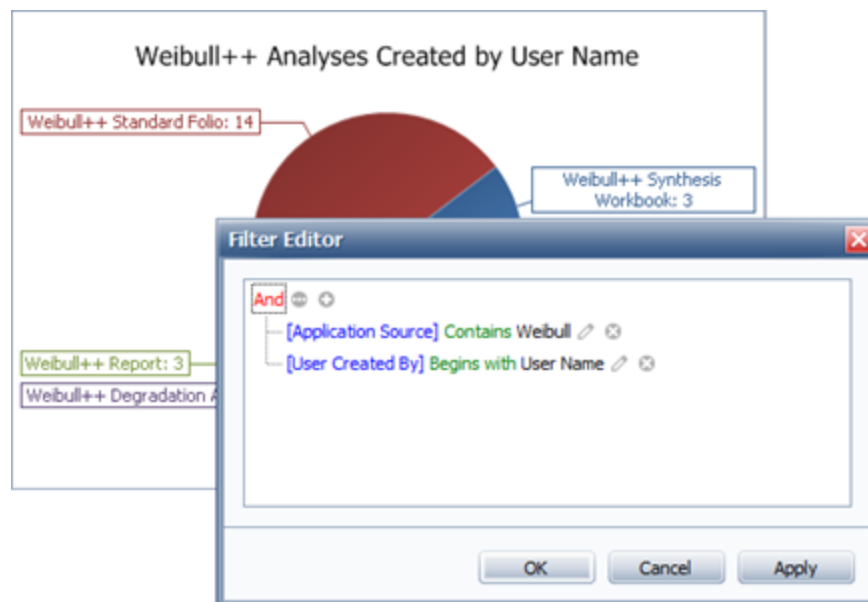 Weibull++ Analyses Created by User Name
Weibull++ Standard Folio: 14
Weibull++ Synthesis
Workbook: 3
Weibull++ Report: 3
Weibull++ Degradation
Filter Editor
And
[Application Source] Contains Weibull
[User Created By] Begins with User Name
OK
Cancel
Apply